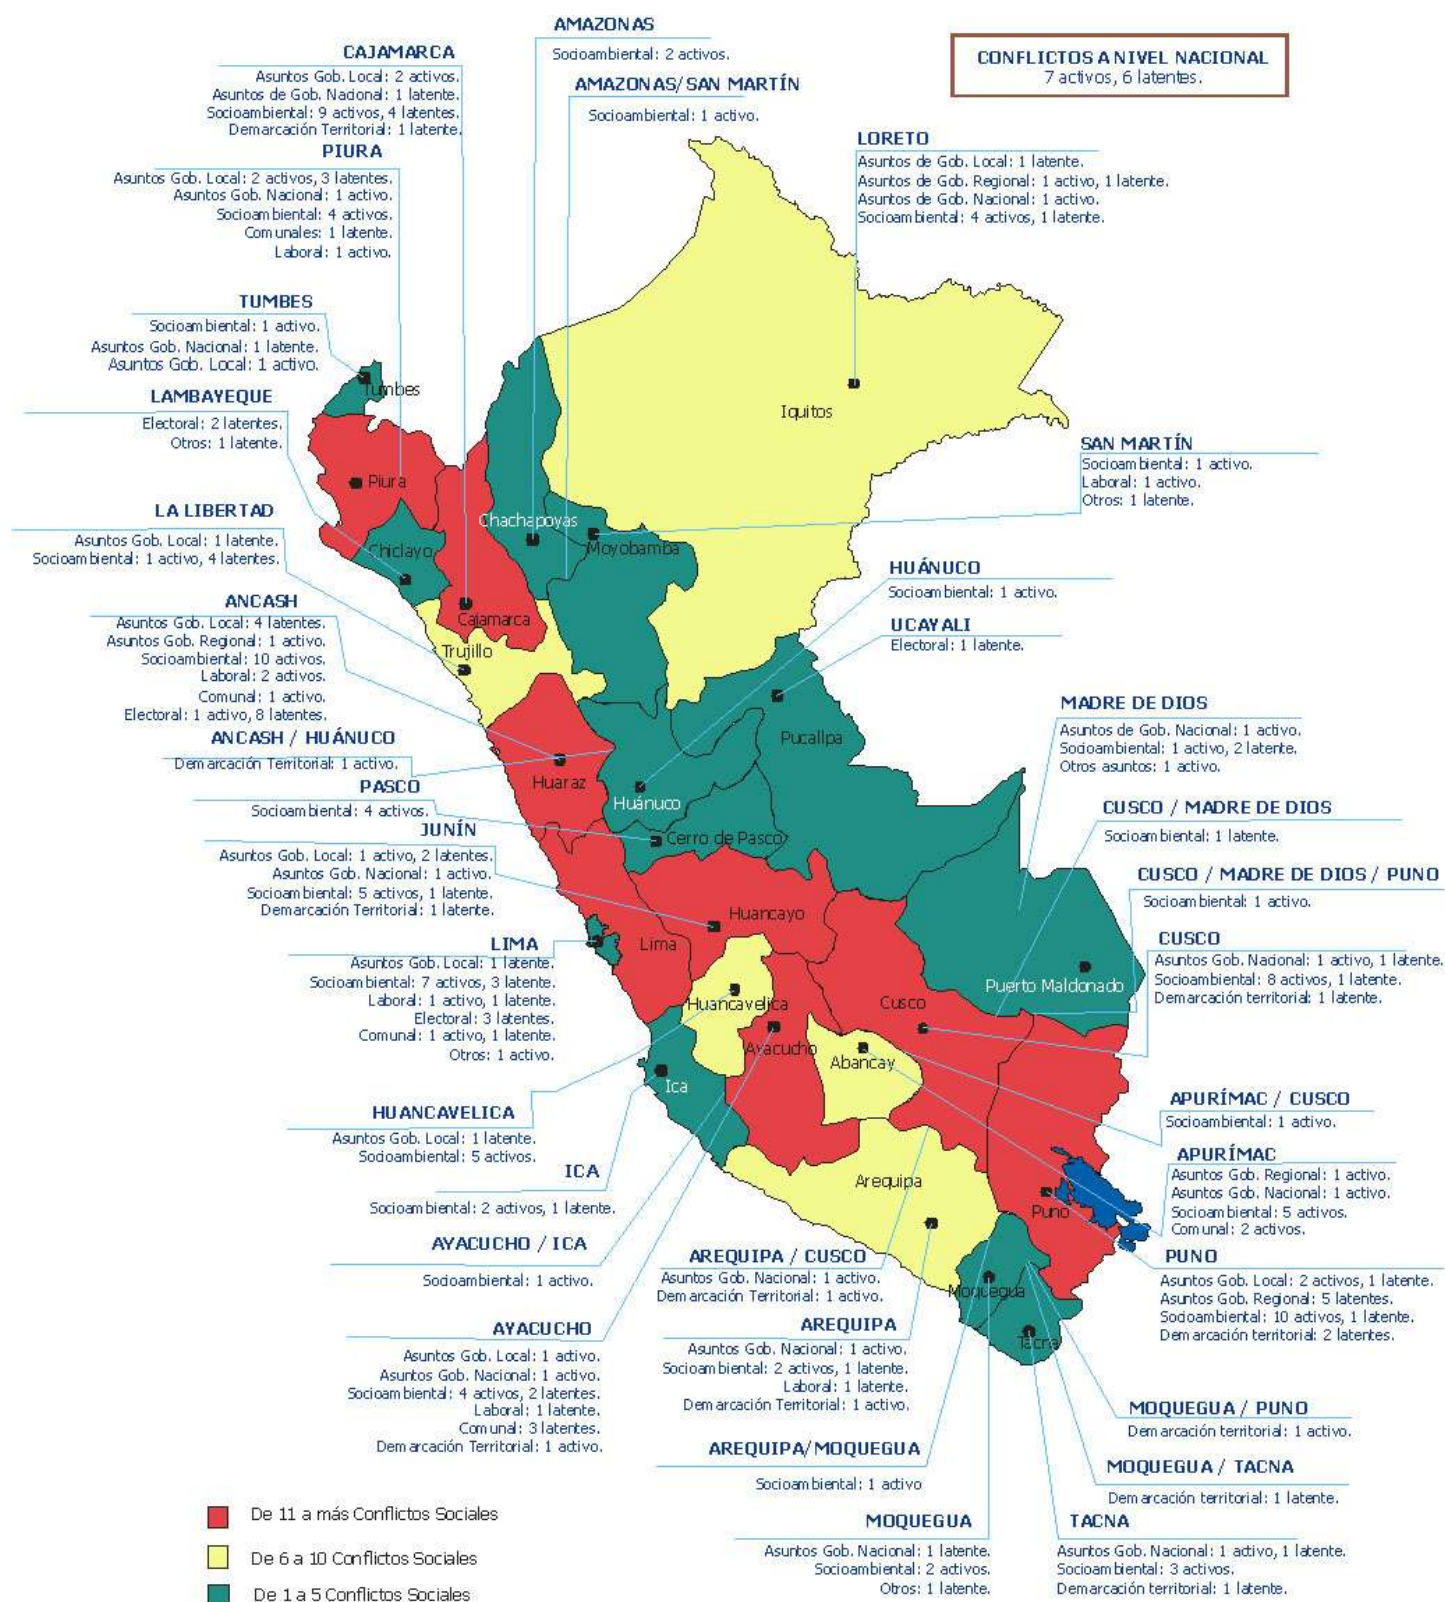 AMAZONAS
Socioambiental: 2 activos.
CAJAMARCA
Asuntos Gob. Local: 2 activos.
Asuntos de Gob. Nacional: 1 latente.
Socioambiental: 9 activos, 4 latentes.
Demarcación Territorial: 1 latente.
AMAZONAS/SAN MARTÍN
Socioambiental: 1 activo.
CONFLICTOS A NIVEL NACIONAL
7 activos, 6 latentes.
PIURA
Asuntos Gob. Local: 2 activos, 3 latentes.
Asuntos Gob. Nacional: 1 activo.
Socioambiental: 4 activos.
Comunales: 1 latente.
Laboral: 1 activo.
LORETO
Asuntos de Gob. Local: 1 latente.
Asuntos de Gob. Regional: 1 activo, 1 latente.
Asuntos de Gob. Nacional: 1 activo.
Socioambiental: 4 activos, 1 latente.
TUMBES
Socioambiental: 1 activo.
Asuntos Gob. Nacional: 1 latente.
Asuntos Gob. Local: 1 activo.
LAMBAYEQUE
Electoral: 2 latentes.
Otros: 1 latente.
SAN MARTÍN
Socioambiental: 1 activo.
Laboral: 1 activo.
Otros: 1 latente.
LA LIBERTAD
Asuntos Gob. Local: 1 latente.
Socioambiental: 1 activo, 4 latentes.
HUÁNUCO
Socioambiental: 1 activo.
ANCASH
Asuntos Gob. Local: 4 latentes.
Asuntos Gob. Regional: 1 activo.
Socioambiental: 10 activos.
Laboral: 2 activos.
Comunal: 1 activo.
Electoral: 1 activo, 8 latentes.
UCAYALI
Electoral: 1 latente.
ANCASH / HUÁNUCO
Demarcación Territorial: 1 activo.
MADRE DE DIOS
Asuntos de Gob. Nacional: 1 activo.
Socioambiental: 1 activo, 2 latente.
Otros asuntos: 1 activo.
PASCO
Socioambiental: 4 activos.
CUSCO / MADRE DE DIOS
Socioambiental: 1 latente.
JUNÍN
Asuntos Gob. Local: 1 activo, 2 latentes.
Asuntos Gob. Nacional: 1 activo.
Socioambiental: 5 activos, 1 latente.
Demarcación Territorial: 1 latente.
CUSCO / MADRE DE DIOS / PUNO
Socioambiental: 1 activo.
LIMA
Asuntos Gob. Local: 1 latente.
Socioambiental: 7 activos, 3 latente.
Laboral: 1 activo, 1 latente.
Electoral: 3 latentes.
Comunal: 1 activo, 1 latente.
Otros: 1 activo.
CUSCO
Asuntos Gob. Nacional: 1 activo, 1 latente.
Socioambiental: 8 activos, 1 latente.
Demarcación territorial: 1 latente.
HUANCAVELICA
Asuntos Gob. Local: 1 latente.
Socioambiental: 5 activos.
APURÍMAC / CUSCO
Socioambiental: 1 activo.
ICA
Socioambiental: 2 activos, 1 latente.
APURÍMAC
Asuntos Gob. Regional: 1 activo.
Asuntos Gob. Nacional: 1 activo.
Socioambiental: 5 activos.
Comunal: 2 activos.
AYACUCHO / ICA
Socioambiental: 1 activo.
AREQUIPA / CUSCO
Asuntos Gob. Nacional: 1 activo.
Demarcación Territorial: 1 activo.
PUNO
Asuntos Gob. Local: 2 activos, 1 latente.
Asuntos Gob. Regional: 5 latentes.
Socioambiental: 10 activos, 1 latente.
Demarcación territorial: 2 latentes.
AYACUCHO
Asuntos Gob. Local: 1 activo.
Asuntos Gob. Nacional: 1 activo.
Socioambiental: 4 activos, 2 latentes.
Laboral: 1 latente.
Comunal: 3 latentes.
Demarcación Territorial: 1 activo.
AREQUIPA
Asuntos Gob. Nacional: 1 activo.
Socioambiental: 2 activos, 1 latente.
Laboral: 1 latente.
Demarcación Territorial: 1 activo.
MOQUEGUA / PUNO
Demarcación territorial: 1 activo.
AREQUIPA/MOQUEGUA
Socioambiental: 1 activo
MOQUEGUA / TACNA
Demarcación territorial: 1 latente.
MOQUEGUA
Asuntos Gob. Nacional: 1 latente.
Socioambiental: 2 activos.
Otros: 1 latente.
TACNA
Asuntos Gob. Nacional: 1 activo, 1 latente.
Socioambiental: 3 activos.
Demarcación territorial: 1 latente.
Tumbes
Iquitos
Piura
Chachapoyas
Moyobamba
Chiclayo
Cajamarca
Trujillo
Pucallpa
Huaraz
Huánuco
Cerro de Pasco
Huancayo
Lima
Puerto Maldonado
Huancavelica
Cusco
Ayacucho
Abancay
Ica
Arequipa
Puno
Moquegua
Tacna
De 11 a más Conflictos Sociales
De 6 a 10 Conflictos Sociales
De 1 a 5 Conflictos Sociales